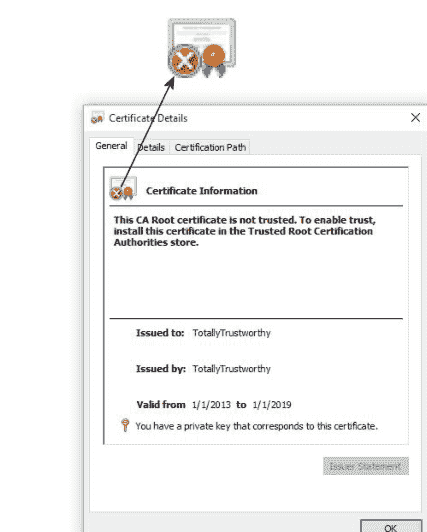 Certificate Details
General Details Certification Path
Certificate Information
This CA Root certificate is not trusted. To enable trust,
install this certificate in the Trusted Root Certification
Authorities store.
Issued to: TotallyTrustworthy
Issued by: TotallyTrustworthy
Valid from 1/1/2013 to 1/1/2019
You have a private key that corresponds to this certificate.
Issuer Statement
OK